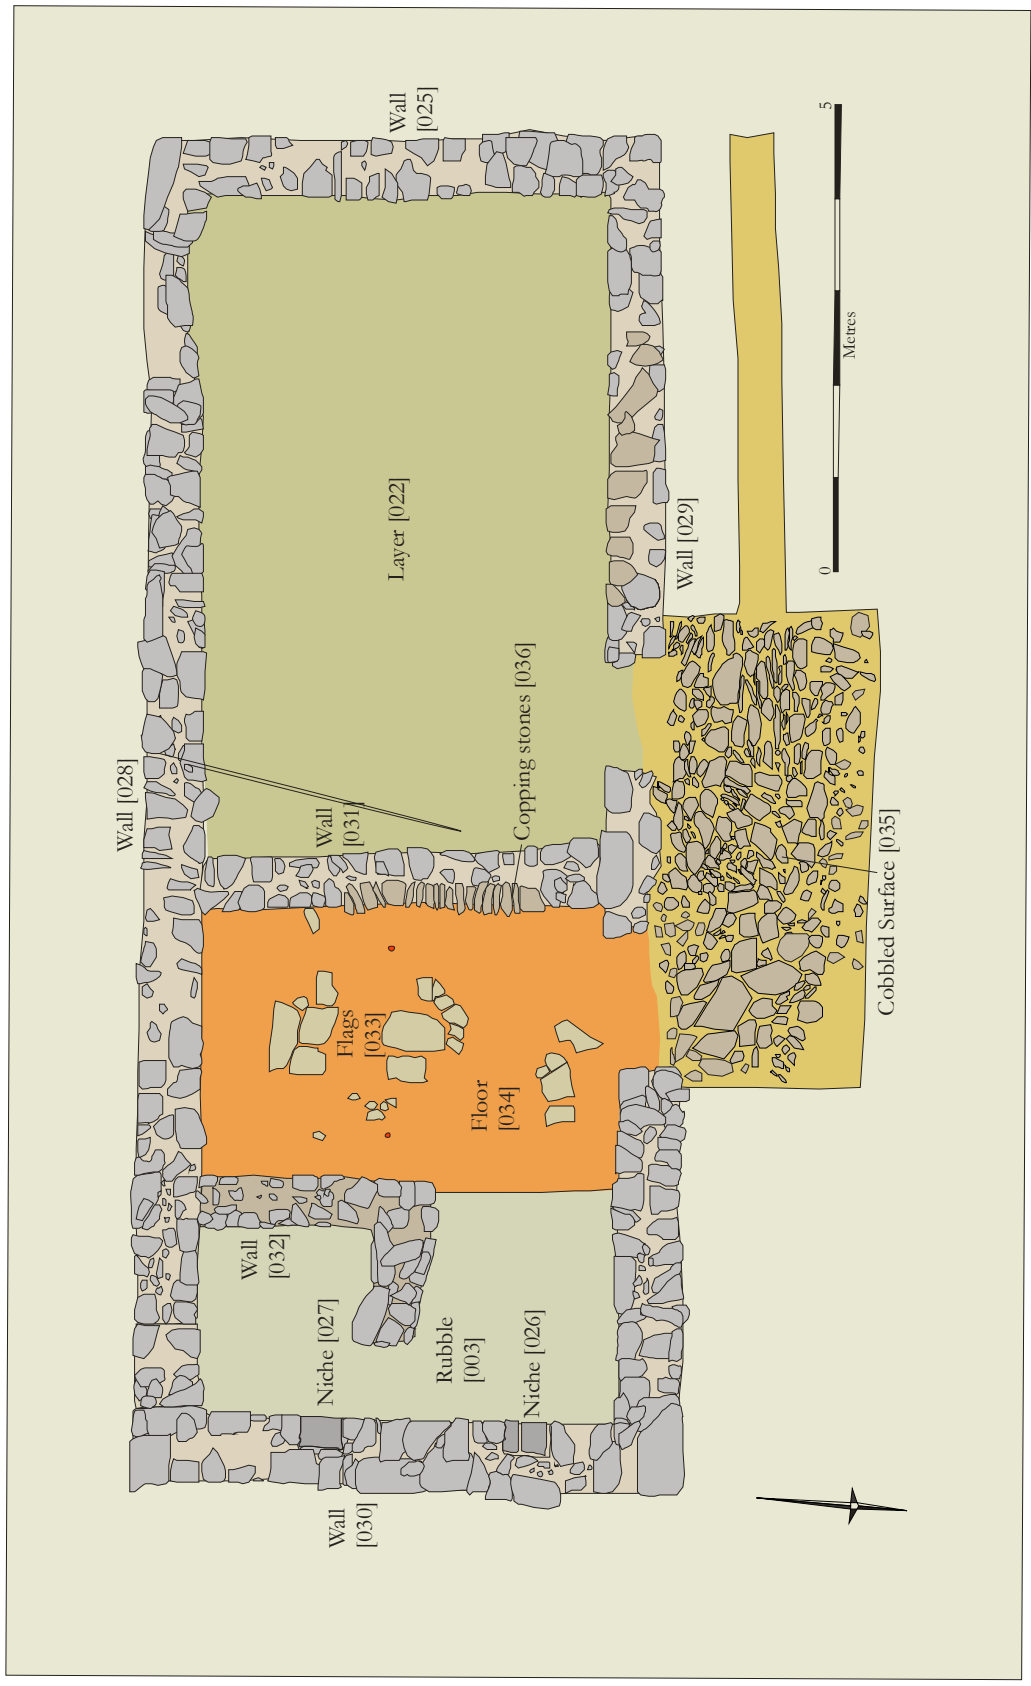 Wall
[025]
5
Metres
0
Layer [022]
Wall [029]
Copping stones [036]
Wall [028]
Wall
[031]
Cobbled Surface [035]
Flags
[033]
Floor
[034]
Wall
[032]
Niche [027]
Rubble
[003]
Niche [026]
Wall
[030]